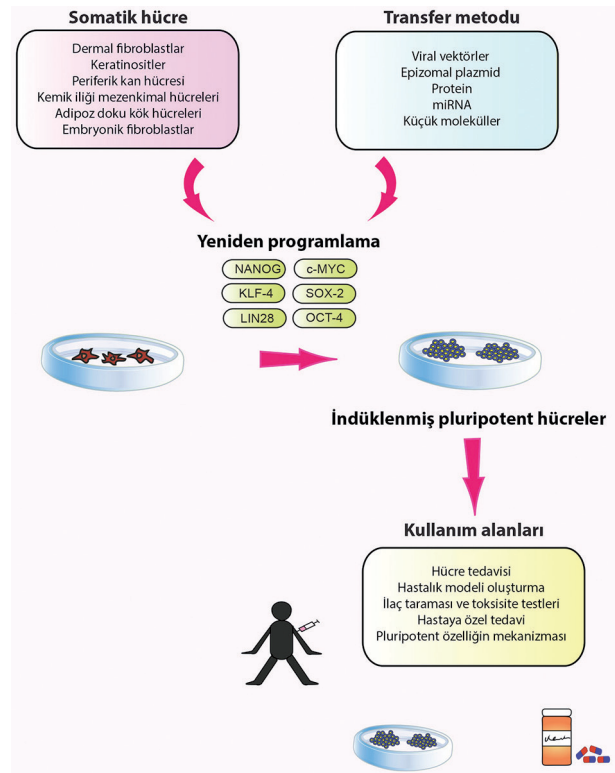 Somatik hücre
Dermal fibroblastlar
Keratinositler
Periferik kan hücresi
Kemik iliği mezenkimal hücreleri
Adipoz doku kök hücreleri
Embryonik fibroblastlar
Transfer metodu
Viral vektörler
Epizomal plazmid
Protein
miRNA
Küçük moleküller
Yeniden programlama
NANOG
c-MYC
KLF-4
SOX-2
LIN28
OCT-4
İndüklenmiş pluripotent hücreler
Kullanım alanları
Hücre tedavisi
Hastalık modeli oluşturma
İlaç taraması ve toksisite testleri
Hastaya özel tedavi
Pluripotent özelliğin mekanizması